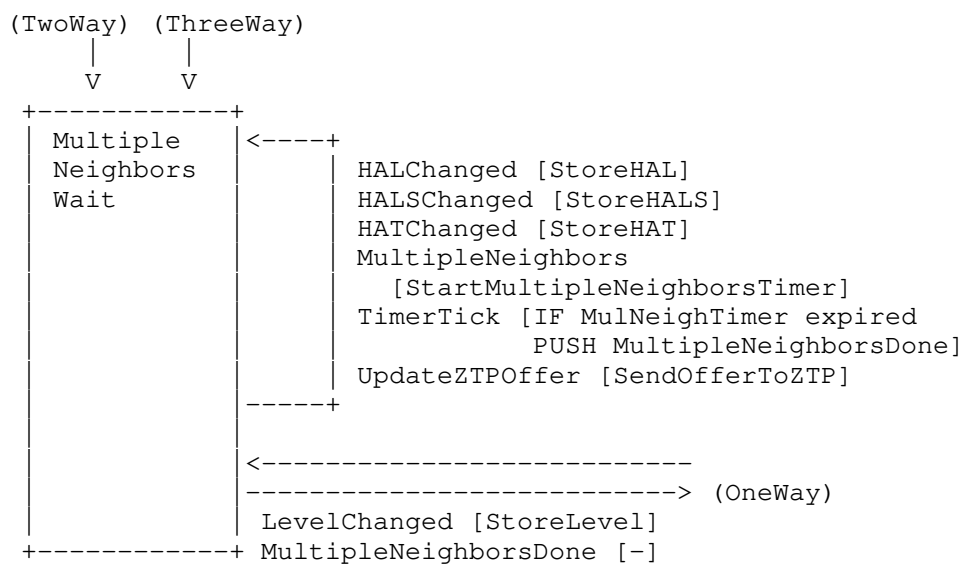 (TwoWay) (ThreeWay)
| |
V V
+------------+
| Multiple |<----+
| Neighbors | | HALChanged [StoreHAL]
| Wait | | HALSChanged [StoreHALS]
| | | HATChanged [StoreHAT]
| | | MultipleNeighbors
| | | [StartMultipleNeighborsTimer]
| | | TimerTick [IF MulNeighTimer expired
| | | PUSH MultipleNeighborsDone]
| | | UpdateZTPOffer [SendOfferToZTP]
| |-----+
| |
| |<---------------------------
| |---------------------------> (OneWay)
| | LevelChanged [StoreLevel]
+------------+ MultipleNeighborsDone [-]